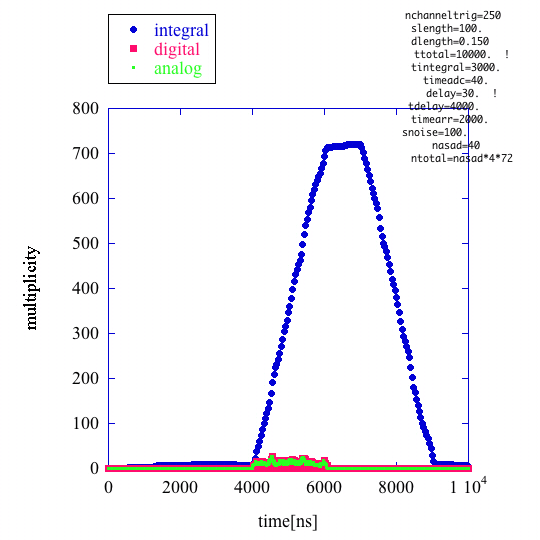 integral
digital
analog
nchanneltrig=250
slength=100.
dlength=0.150
ttotal=10000. !
tintegral=3000.
timeadc=40.
delay=30. !
tdelay=4000.
timearr=2000.
snoise=100.
nasad=40
ntotal=nasad*4*72
800
700
600
500
400
300
200
100
0
multiplicity
0 2000 4000 6000 8000 1 10^4
time[ns]